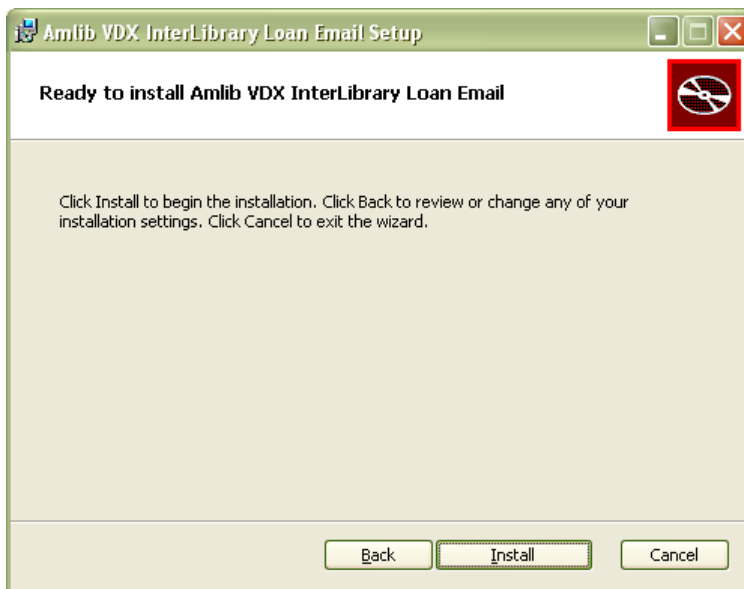 Amlib VDX InterLibrary Loan Email Setup
Ready to install Amlib VDX InterLibrary Loan Email
Click Install to begin the installation. Click Back to review or change any of your
installation settings. Click Cancel to exit the wizard.
Back Install Cancel